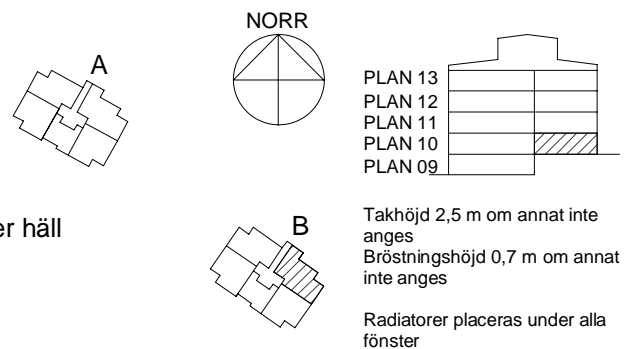 NORR
A
PLAN 13
PLAN 12
PLAN 11
PLAN 10
PLAN 09
er häll
B
Takhöjd 2,5 m om annat inte
anges
Bröstningshöjd 0,7 m om annat
inte anges
Radiatorer placeras under alla
fönster